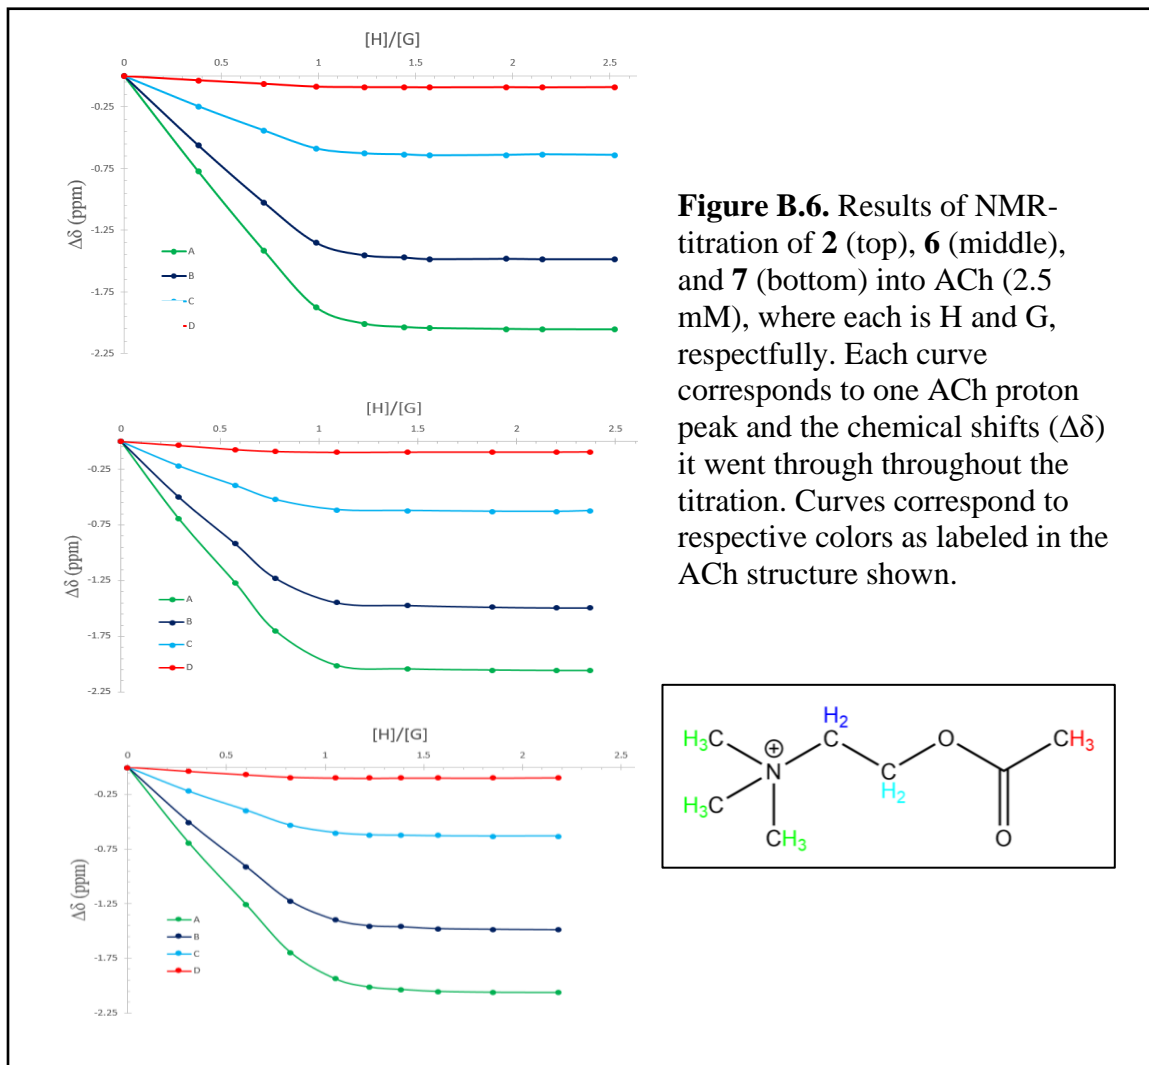 [H]/[G]
0 0.5 1 1.5 2 2.5
-0.25
-0.75
-1.25
-1.75
-2.25
Δδ (ppm)
A
B
C
D
[H]/[G]
0 0.5 1 1.5 2 2.5
-0.25
-0.75
-1.25
-1.75
-2.25
Δδ (ppm)
A
B
C
D
[H]/[G]
0 0.5 1 1.5 2 2.5
-0.25
-0.75
-1.25
-1.75
-2.25
Δδ (ppm)
A
B
C
D
Figure B.6. Results of NMR-
titration of 2 (top), 6 (middle),
and 7 (bottom) into ACh (2.5
mM), where each is H and G,
respectfully. Each curve
corresponds to one ACh proton
peak and the chemical shifts (Δδ)
it went through throughout the
titration. Curves correspond to
respective colors as labeled in the
ACh structure shown.
H2
H3C O CH3
⊕
N
H3C C C
H2
CH3 O